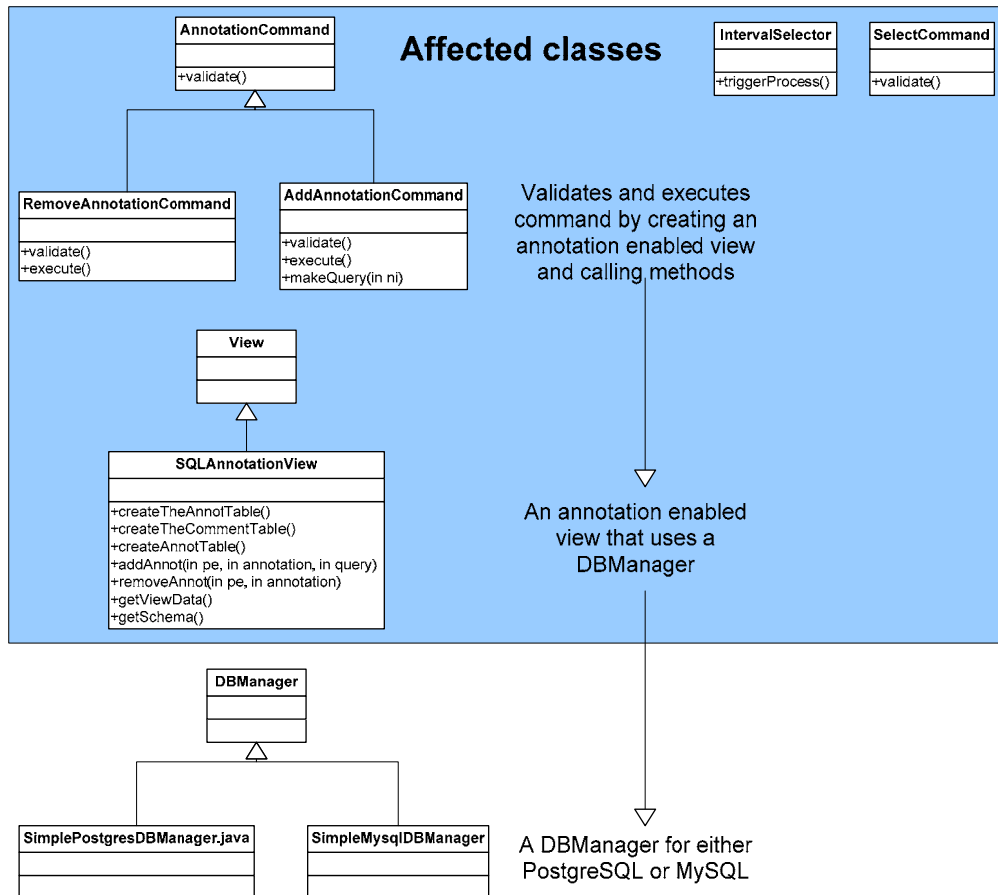 AnnotationCommand
+validate()
Affected classes
IntervalSelector
+triggerProcess()
SelectCommand
+validate()
RemoveAnnotationCommand
+validate()
+execute()
AddAnnotationCommand
+validate()
+execute()
+makeQuery(in ni)
Validates and executes
command by creating an
annotation enabled view
and calling methods
View
SQLAnnotationView
+createTheAnnotTable()
+createTheCommentTable()
+createAnnotTable()
+addAnnot(in pe, in annotation, in query)
+removeAnnot(in pe, in annotation)
+getViewData()
+getSchema()
An annotation enabled
view that uses a
DBManager
DBManager
SimplePostgresDBManager.java
SimpleMysqlDBManager
A DBManager for either
PostgreSQL or MySQL